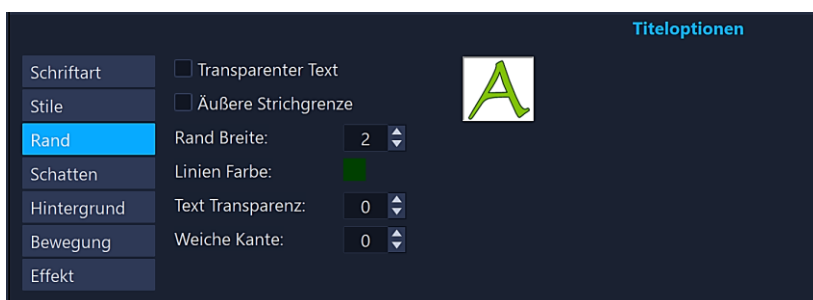 Titeloptionen
Schriftart
Transparenter Text
A
Stile
Äußere Strichgrenze
Rand
Rand Breite: 2
Schatten
Linien Farbe:
Hintergrund
Text Transparenz: 0
Bewegung
Weiche Kante: 0
Effekt